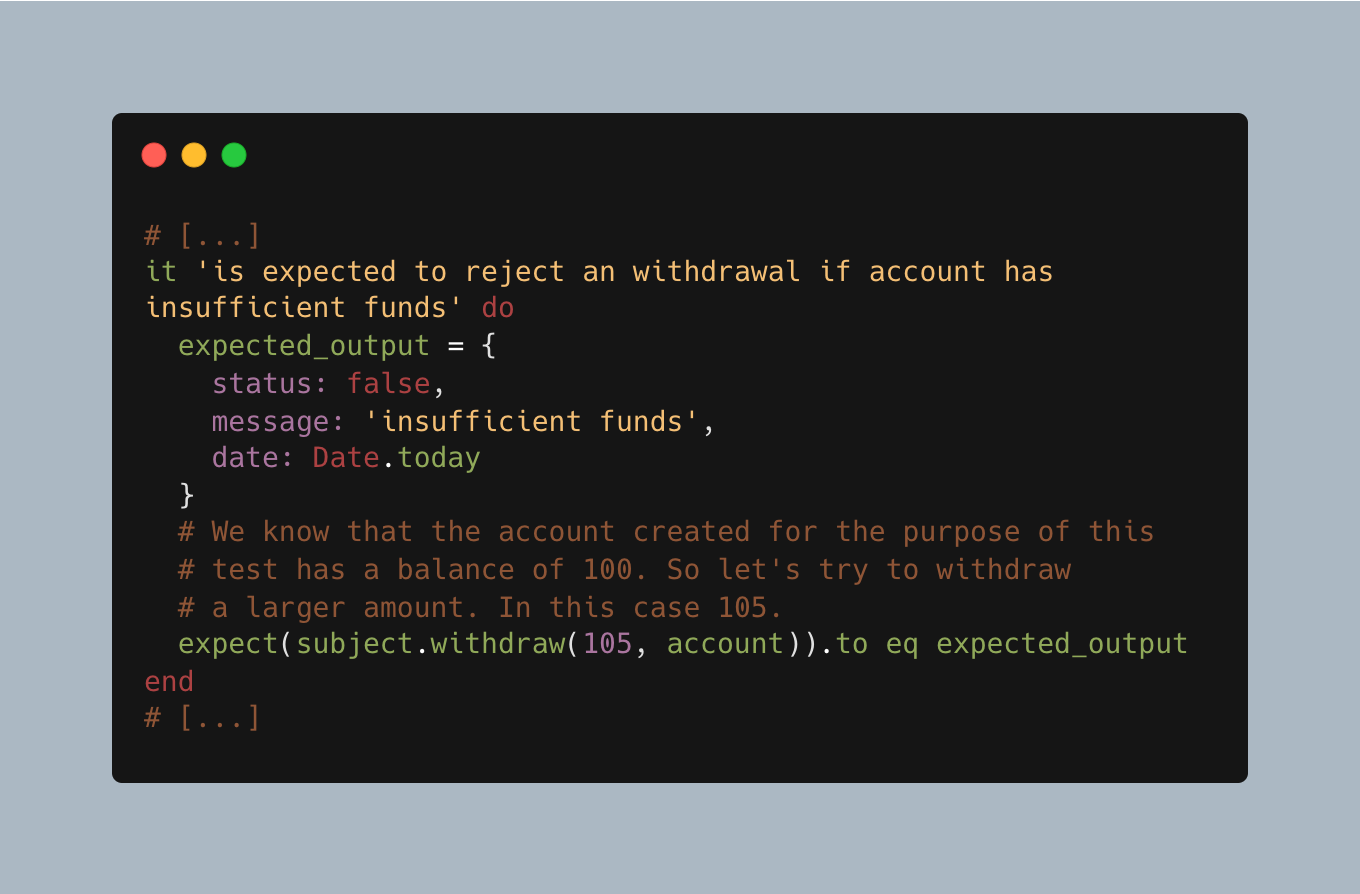 # [...]
it 'is expected to reject an withdrawal if account has
insufficient funds' do
  expected_output = {
    status: false,
    message: 'insufficient funds',
    date: Date.today
  }
  # We know that the account created for the purpose of this
  # test has a balance of 100. So let's try to withdraw
  # a larger amount. In this case 105.
  expect(subject.withdraw(105, account)).to eq expected_output
end
# [...]